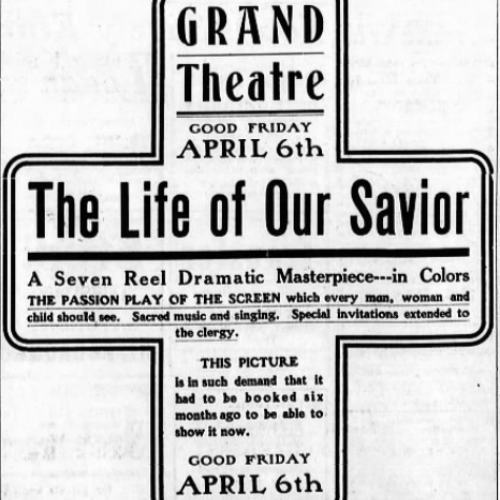 GRAND
Theatre
GOOD FRIDAY
APRIL 6th
The Life of Our Savior
A Seven Reel Dramatic Masterpiece---in Colors
THE PASSION PLAY OF THE SCREEN which every man, woman and
child should see. Sacred music and singing. Special invitations extended to
the clergy.
THIS PICTURE
is in such demand that it
had to be booked six
months ago to be able to
show it now.
GOOD FRIDAY
APRIL 6th